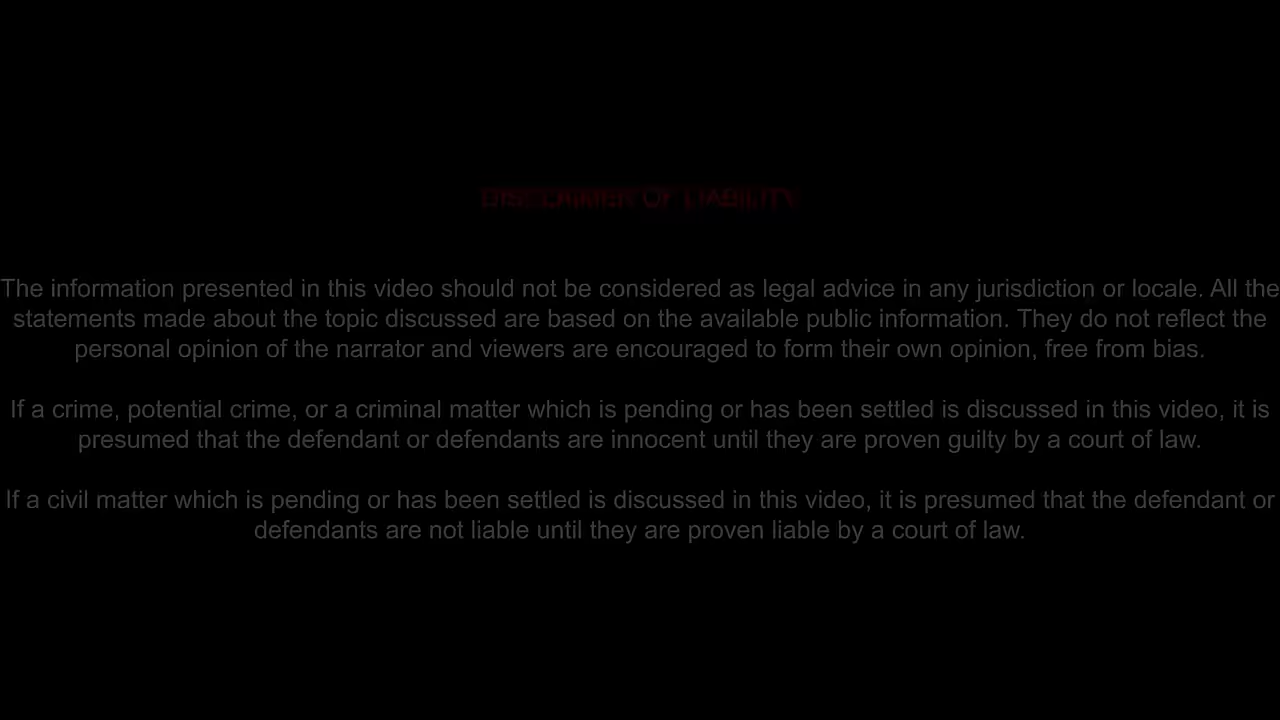 DISCLAIMER OF LIABILITY
The information presented in this video should not be considered as legal advice in any jurisdiction or locale. All the
statements made about the topic discussed are based on the available public information. They do not reflect the
personal opinion of the narrator and viewers are encouraged to form their own opinion, free from bias.
If a crime, potential crime, or a criminal matter which is pending or has been settled is discussed in this video, it is
presumed that the defendant or defendants are innocent until they are proven guilty by a court of law.
If a civil matter which is pending or has been settled is discussed in this video, it is presumed that the defendant or
defendants are not liable until they are proven liable by a court of law.